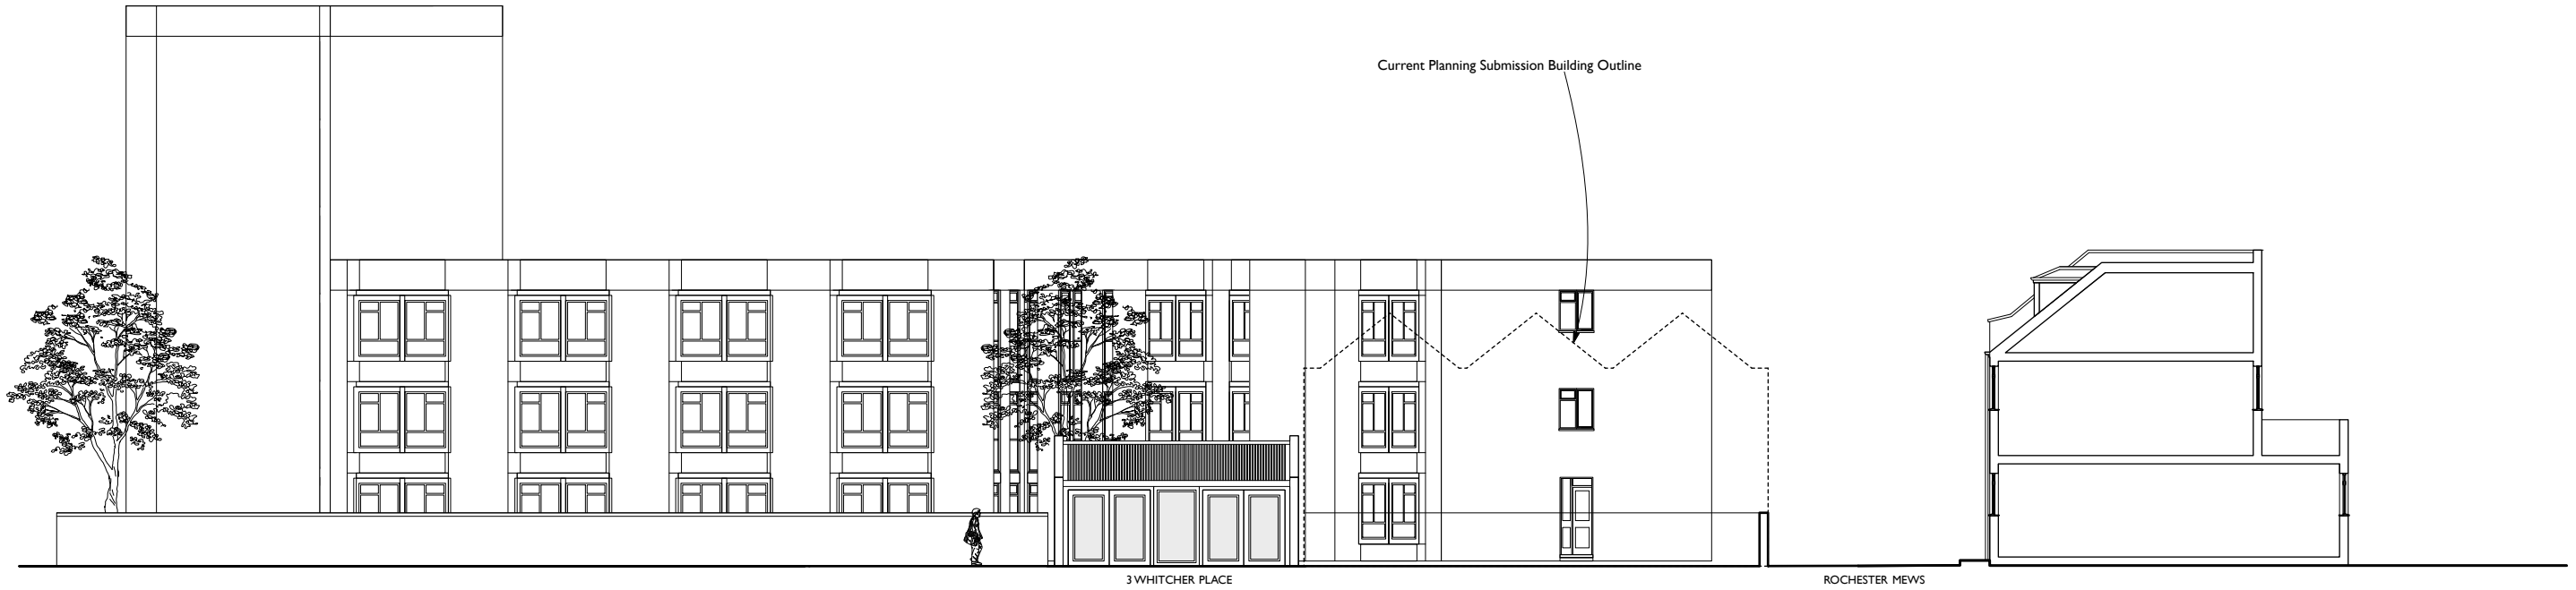 Current Planning Submission Building Outline
3 WHITCHER PLACE
ROCHESTER MEWS